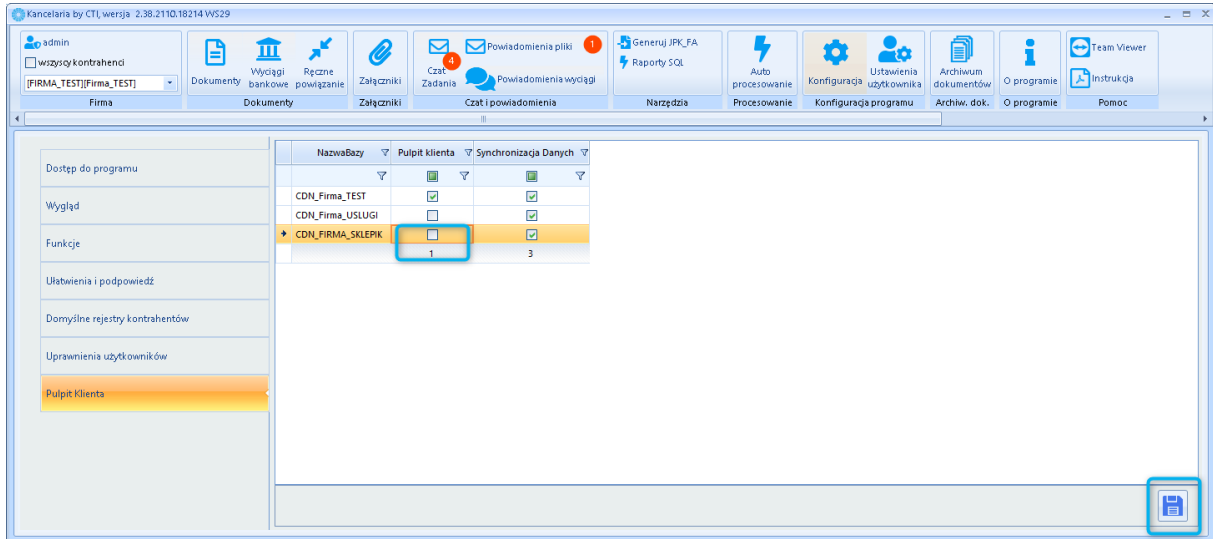 Kancelaria by CTI, wersja 2.38.2110.18214 WS29
admin
wszyscy kontrahenci
[FIRMA_TEST][Firma_TEST]
Firma
Dokumenty
Wyciągi bankowe
Ręczne powiązanie
Dokumenty
Załączniki
Załączniki
Czat
4
Zadania
Powiadomienia pliki
1
Powiadomienia wyciągi
Czat i powiadomienia
Generuj JPK_FA
Raporty SQL
Narzędzia
Auto procesowanie
Procesowanie
Konfiguracja
Ustawienia użytkownika
Konfiguracja programu
Archiwum dokumentów
Archiw. dok.
O programie
O programie
Team Viewer
Instrukcja
Pomoc
Dostęp do programu
Wygląd
Funkcje
Ułatwienia i podpowiedź
Domyślne rejestry kontrahentów
Uprawnienia użytkowników
Pulpit Klienta
NazwaBazy Pulpit klienta Synchronizacja Danych
CDN_Firma_TEST
CDN_Firma_USLUGI
CDN_FIRMA_SKLEPIK
1 3